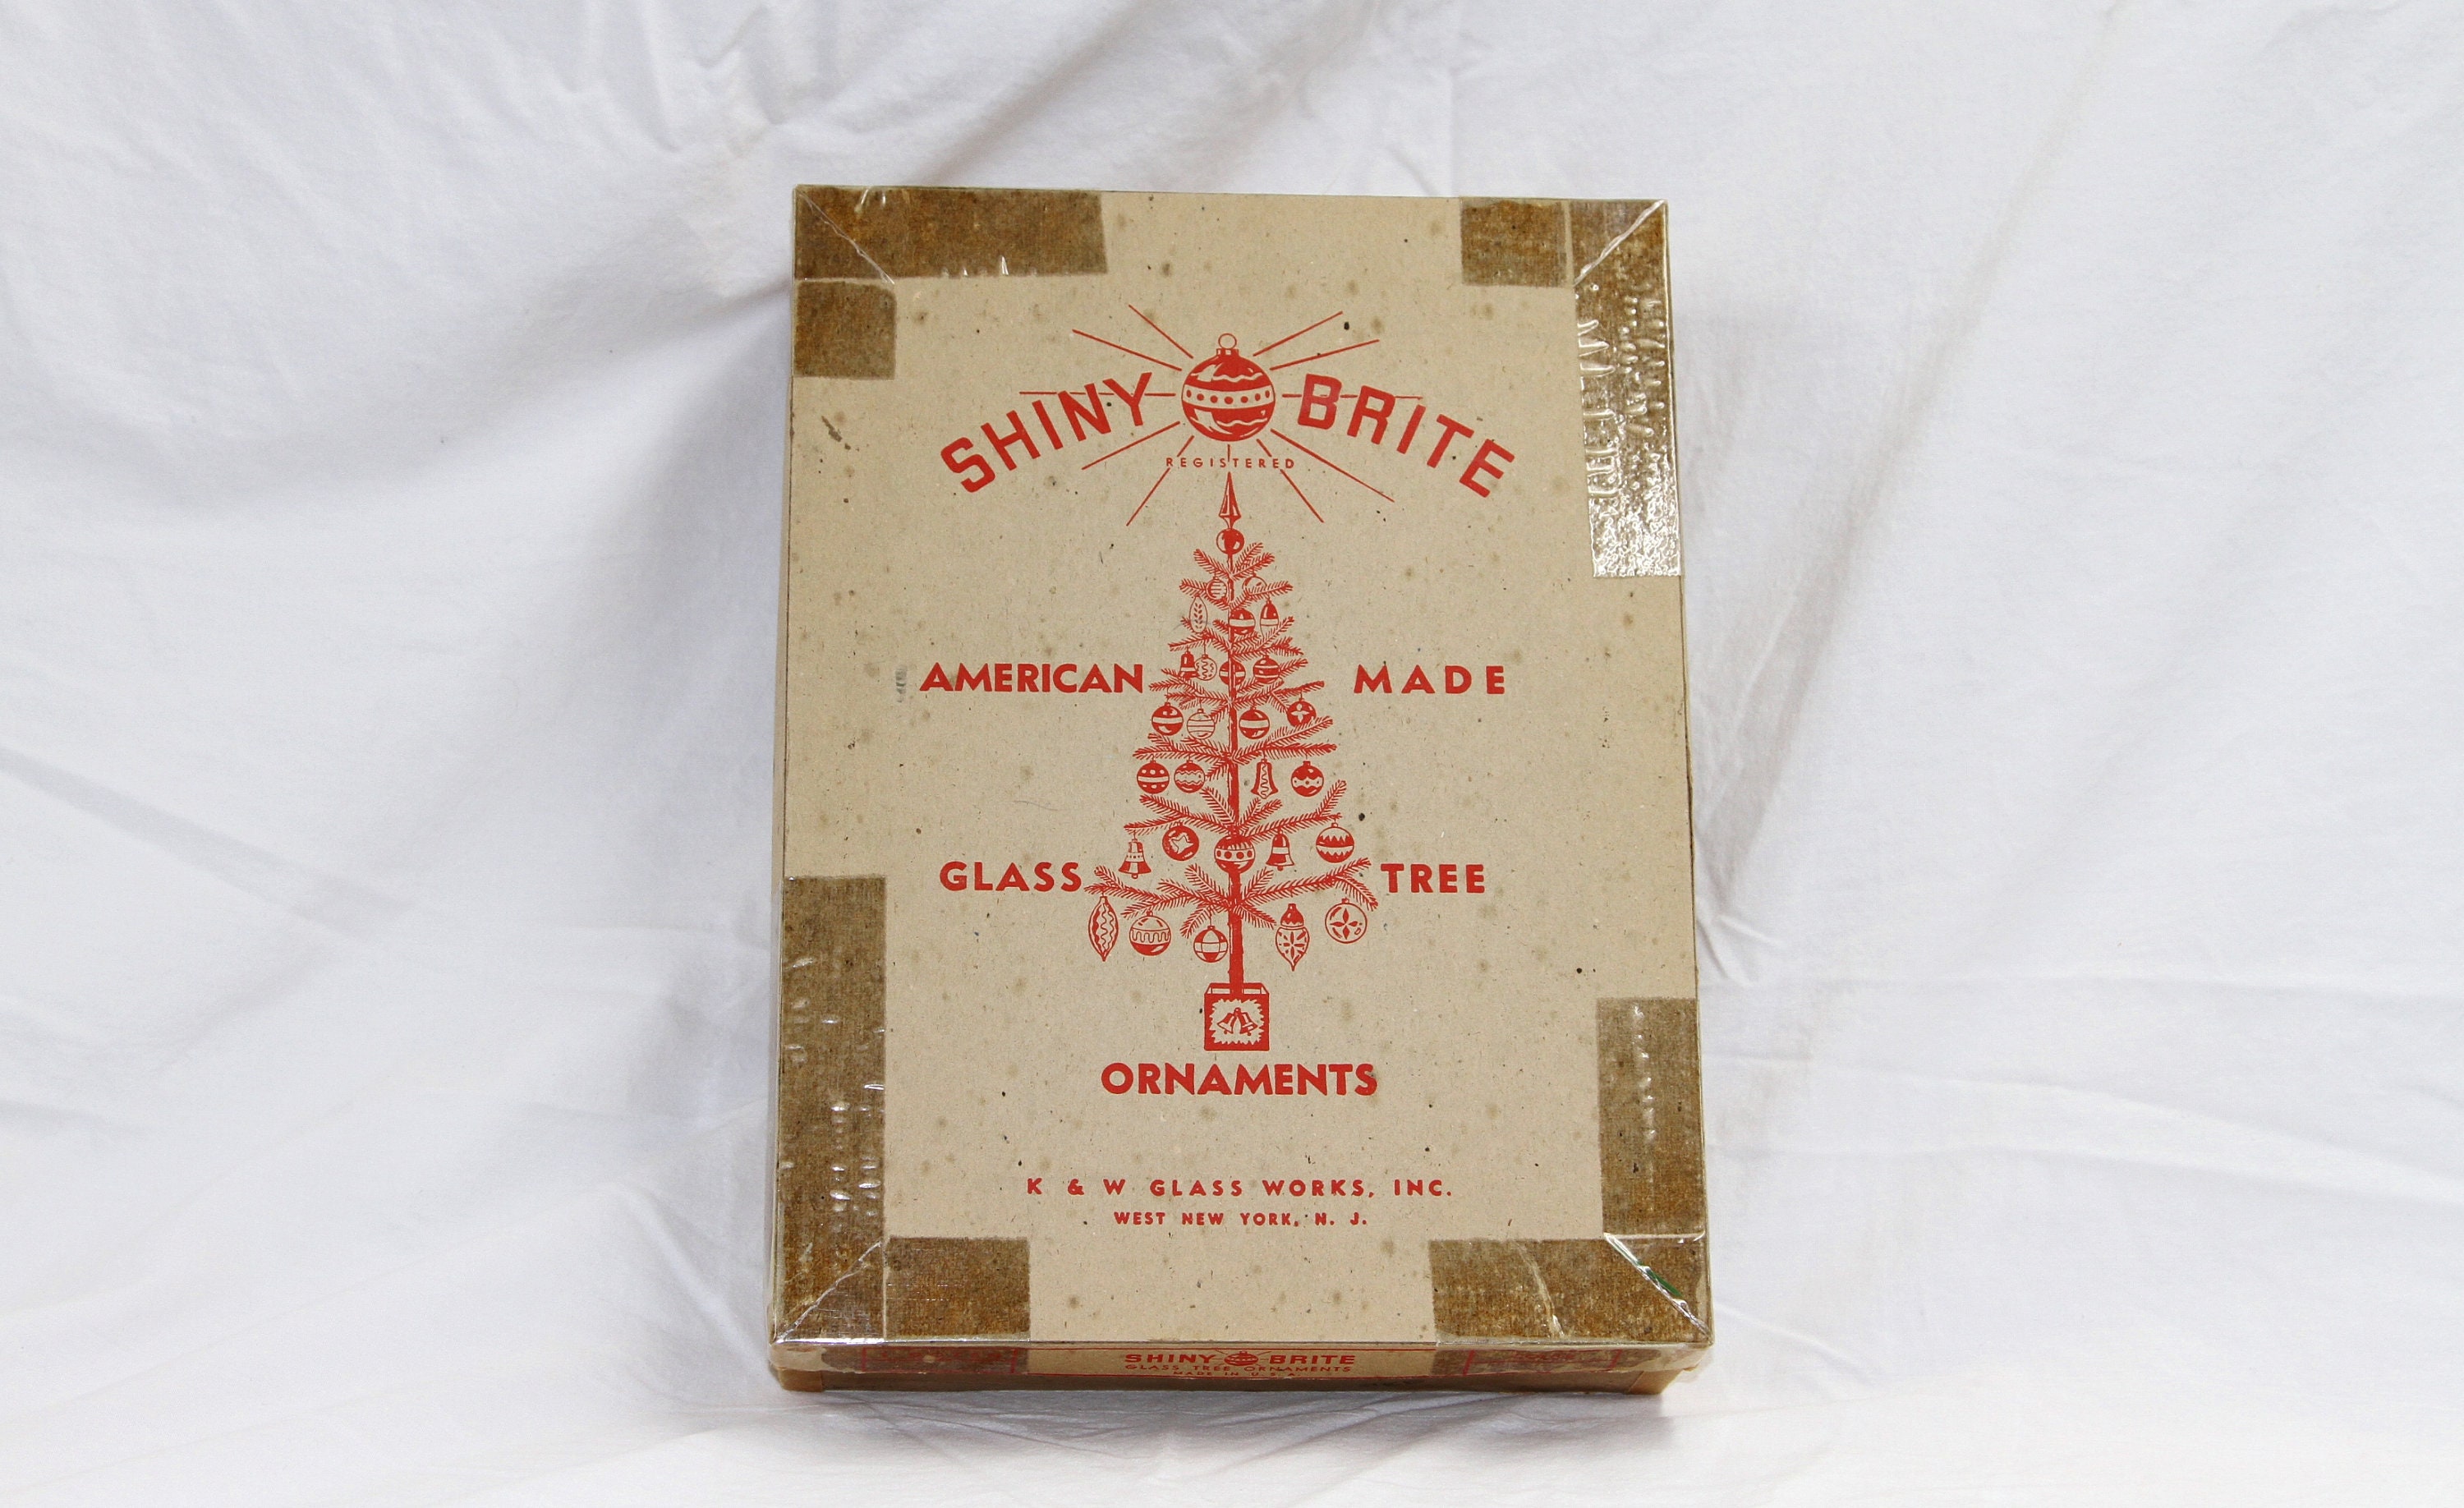 SHINY BRITE
REGISTERED
AMERICAN MADE
GLASS TREE
ORNAMENTS
K & W GLASS WORKS, INC.
WEST NEW YORK, N. J.
SHINY BRITE
GLASS TREE ORNAMENTS
MADE IN U.S.A.